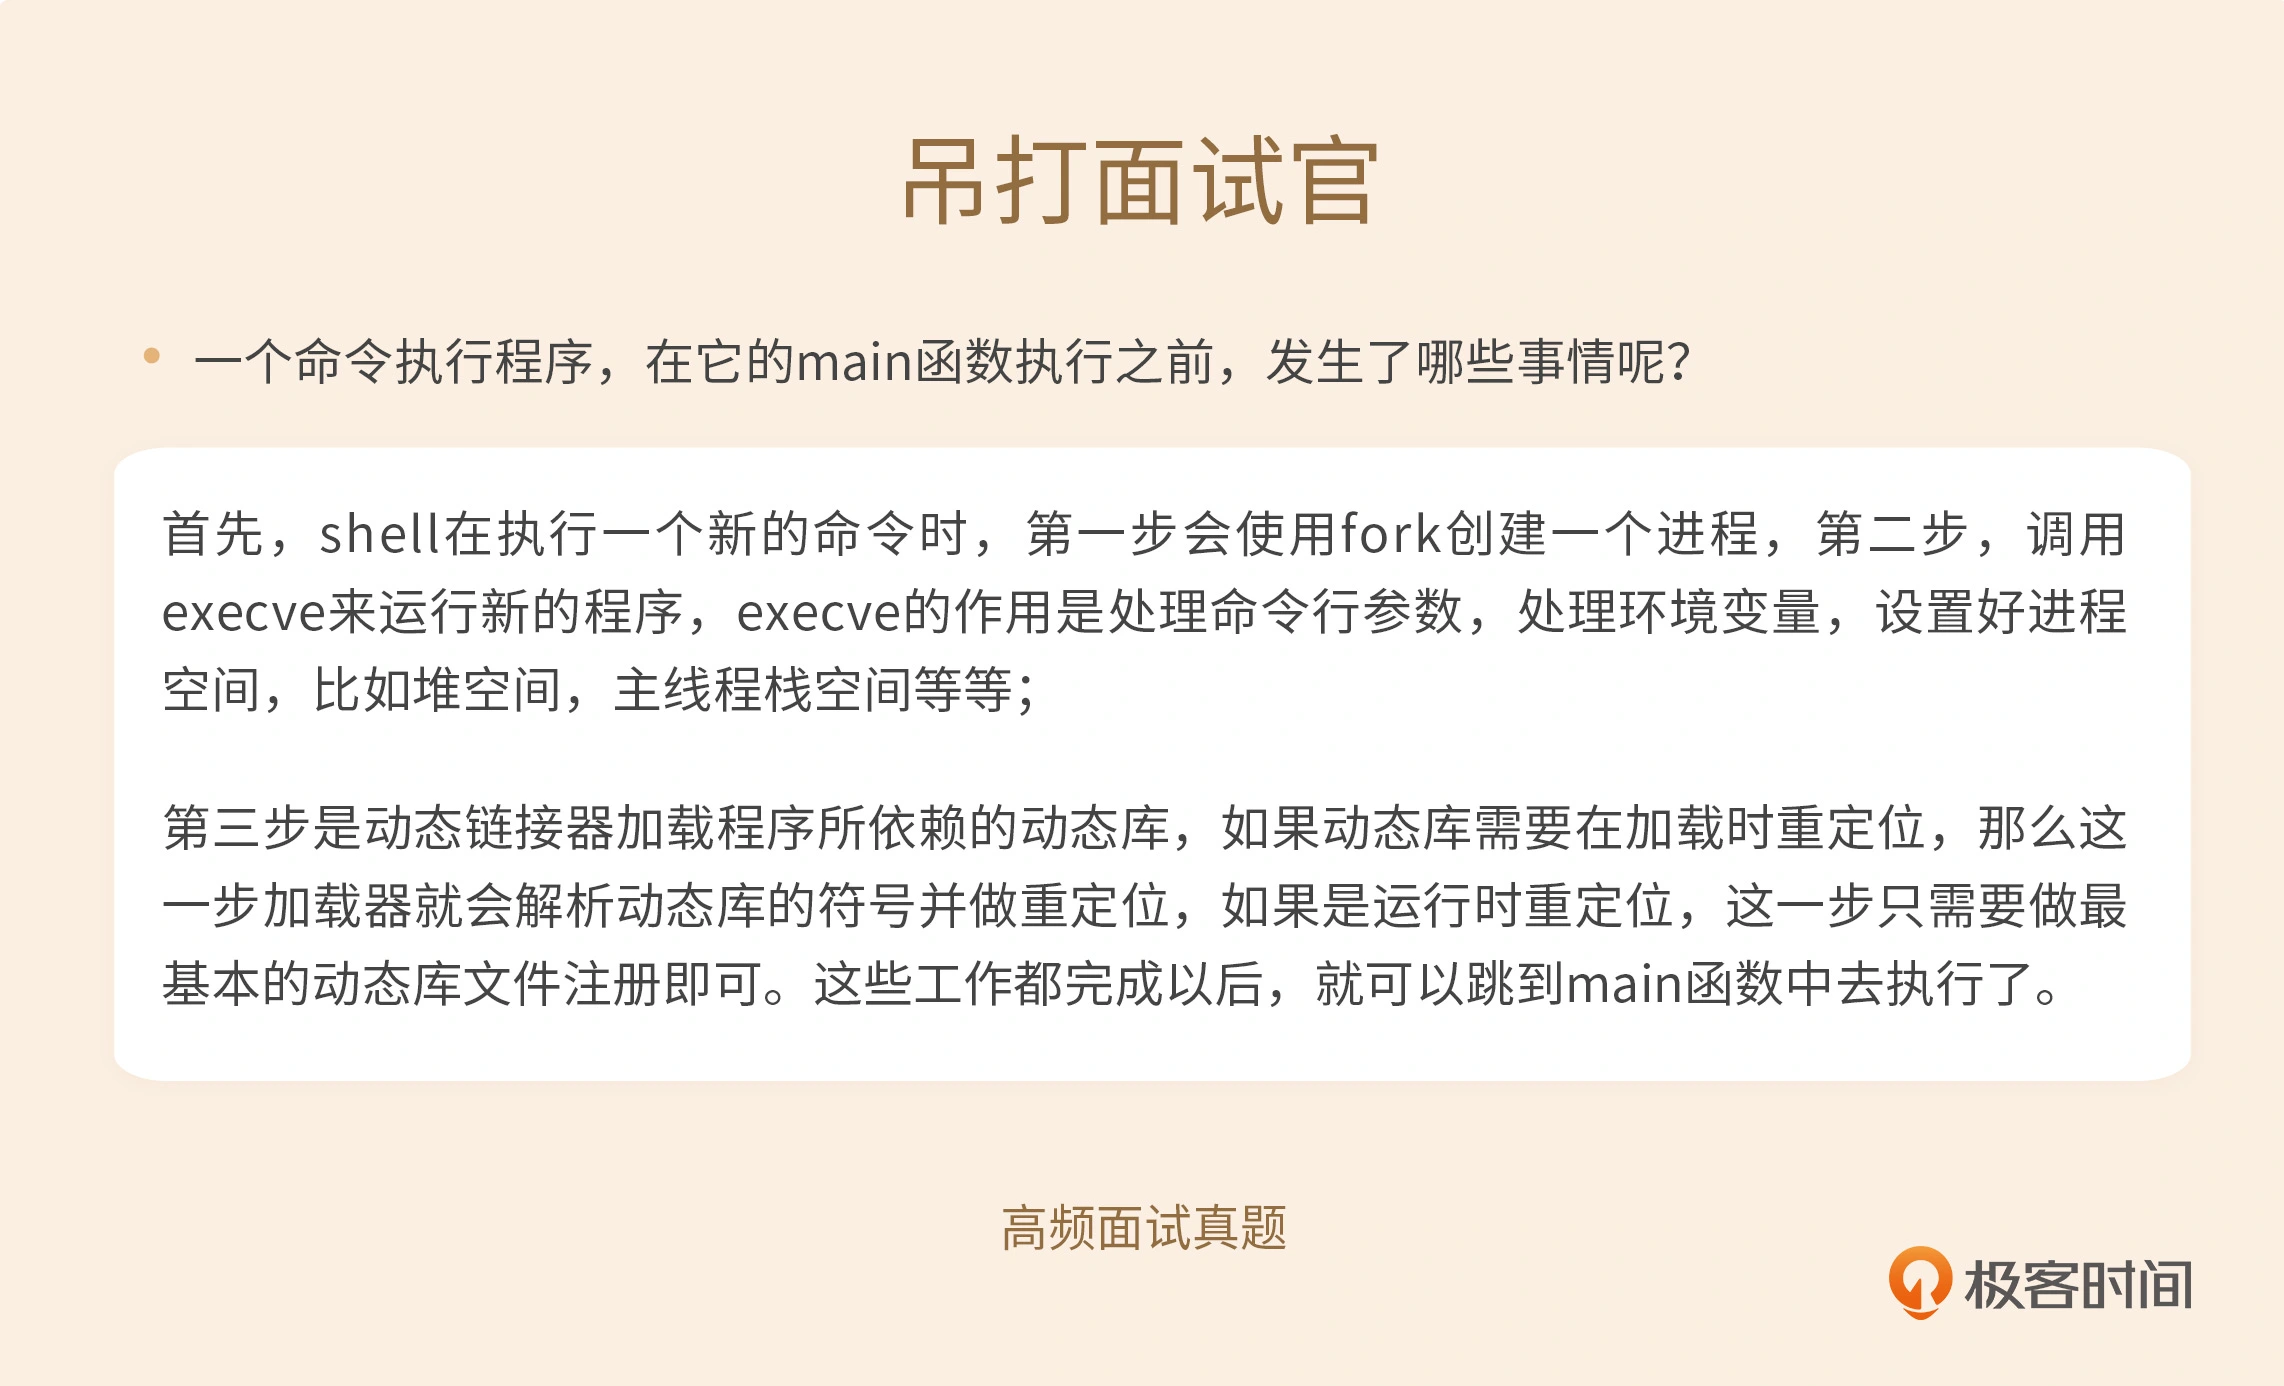 吊打面试官
一个命令执行程序，在它的main函数执行之前，发生了哪些事情呢？
首先，shell在执行一个新的命令时，第一步会使用fork创建一个进程，第二步，调用
execve来运行新的程序，execve的作用是处理命令行参数，处理环境变量，设置好进程
空间，比如堆空间，主线程栈空间等等；
第三步是动态链接器加载程序所依赖的动态库，如果动态库需要在加载时重定位，那么这
一步加载器就会解析动态库的符号并做重定位，如果是运行时重定位，这一步只需要做最
基本的动态库文件注册即可。这些工作都完成以后，就可以跳到main函数中去执行了。
高频面试真题
极客时间